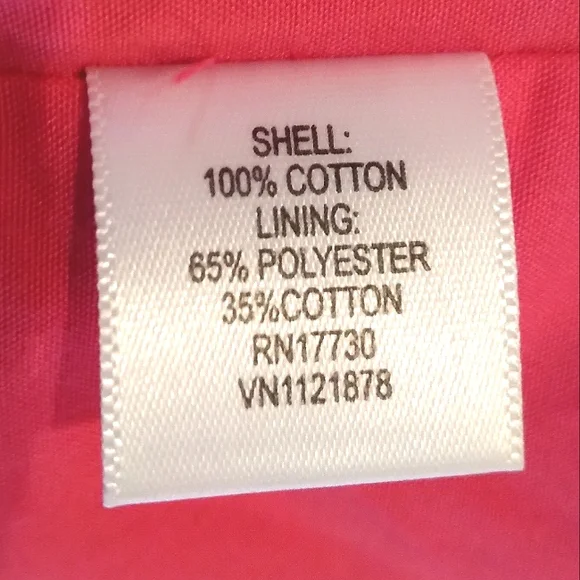 SHELL:
100% COTTON
LINING:
65% POLYESTER
35%COTTON
RN17730
VN1121878